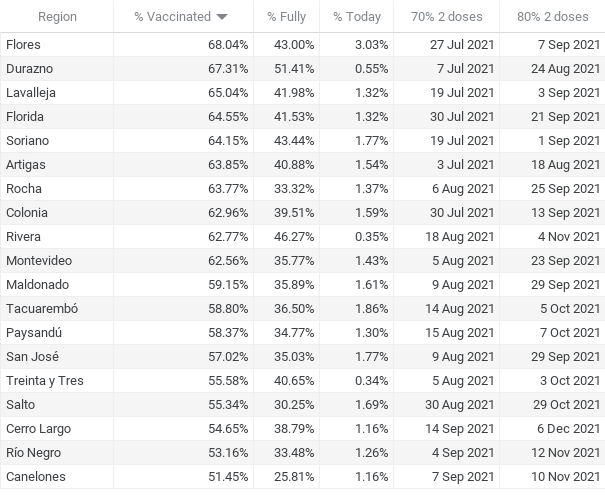 Region % Vaccinated % Fully % Today 70% 2 doses 80% 2 doses
Flores 68.04% 43.00% 3.03% 27 Jul 2021 7 Sep 2021
Durazno 67.31% 51.41% 0.55% 7 Jul 2021 24 Aug 2021
Lavalleja 65.04% 41.98% 1.32% 19 Jul 2021 3 Sep 2021
Florida 64.55% 41.53% 1.32% 30 Jul 2021 21 Sep 2021
Soriano 64.15% 43.44% 1.77% 19 Jul 2021 1 Sep 2021
Artigas 63.85% 40.88% 1.54% 3 Jul 2021 18 Aug 2021
Rocha 63.77% 33.32% 1.37% 6 Aug 2021 25 Sep 2021
Colonia 62.96% 39.51% 1.59% 30 Jul 2021 13 Sep 2021
Rivera 62.77% 46.27% 0.35% 18 Aug 2021 4 Nov 2021
Montevideo 62.56% 35.77% 1.43% 5 Aug 2021 23 Sep 2021
Maldonado 59.15% 35.89% 1.61% 9 Aug 2021 29 Sep 2021
Tacuarembó 58.80% 36.50% 1.86% 14 Aug 2021 5 Oct 2021
Paysandú 58.37% 34.77% 1.30% 15 Aug 2021 7 Oct 2021
San José 57.02% 35.03% 1.77% 9 Aug 2021 29 Sep 2021
Treinta y Tres 55.58% 40.65% 0.34% 5 Aug 2021 3 Oct 2021
Salto 55.34% 30.25% 1.69% 30 Aug 2021 29 Oct 2021
Cerro Largo 54.65% 38.79% 1.16% 14 Sep 2021 6 Dec 2021
Río Negro 53.16% 33.48% 1.26% 4 Sep 2021 12 Nov 2021
Canelones 51.45% 25.81% 1.16% 7 Sep 2021 10 Nov 2021